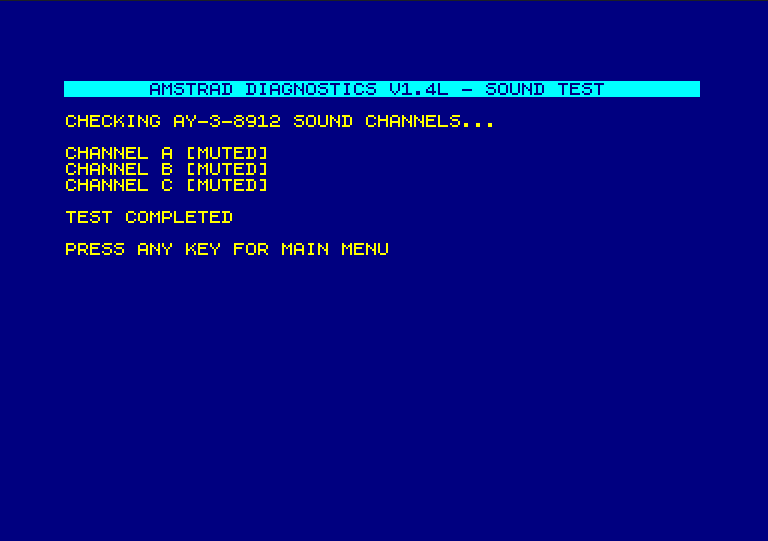 AMSTRAD DIAGNOSTICS V1.4L - SOUND TEST
CHECKING AY-3-8912 SOUND CHANNELS...
CHANNEL A [MUTED]
CHANNEL B [MUTED]
CHANNEL C [MUTED]
TEST COMPLETED
PRESS ANY KEY FOR MAIN MENU